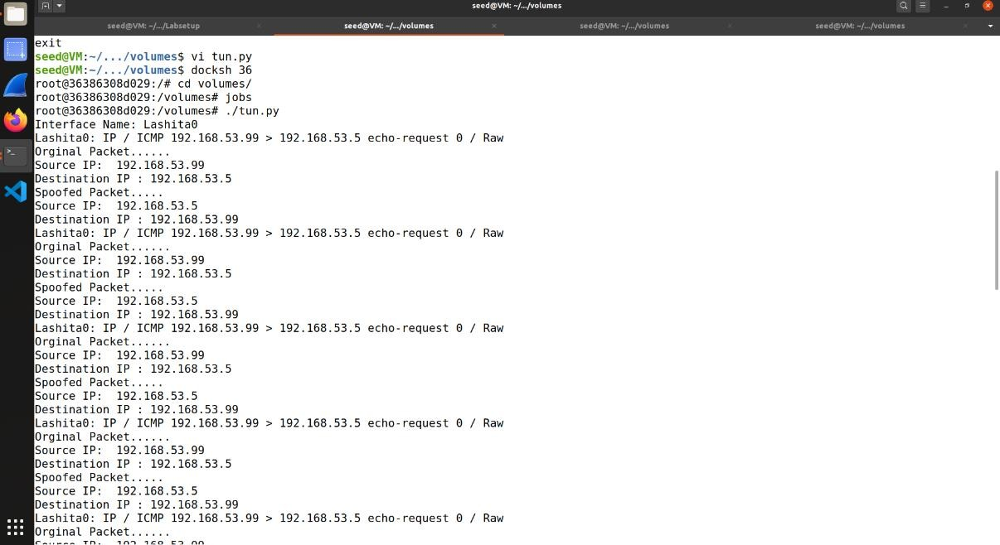 seed@VM: ~/.../volumes
seed@VM: ~/.../Labsetup
seed@VM: ~/.../volumes
seed@VM: ~/.../volumes
seed@VM: ~/.../volumes
exit
seed@VM:~/.../volumes$ vi tun.py
seed@VM:~/.../volumes$ docksh 36
root@36386308d029:/# cd volumes/
root@36386308d029:/volumes# jobs
root@36386308d029:/volumes# ./tun.py
Interface Name: Lashita0
Lashita0: IP / ICMP 192.168.53.99 > 192.168.53.5 echo-request 0 / Raw
Orginal Packet......
Source IP:  192.168.53.99
Destination IP : 192.168.53.5
Spoofed Packet.....
Source IP:  192.168.53.5
Destination IP : 192.168.53.99
Lashita0: IP / ICMP 192.168.53.99 > 192.168.53.5 echo-request 0 / Raw
Orginal Packet......
Source IP:  192.168.53.99
Destination IP : 192.168.53.5
Spoofed Packet.....
Source IP:  192.168.53.5
Destination IP : 192.168.53.99
Lashita0: IP / ICMP 192.168.53.99 > 192.168.53.5 echo-request 0 / Raw
Orginal Packet......
Source IP:  192.168.53.99
Destination IP : 192.168.53.5
Spoofed Packet.....
Source IP:  192.168.53.5
Destination IP : 192.168.53.99
Lashita0: IP / ICMP 192.168.53.99 > 192.168.53.5 echo-request 0 / Raw
Orginal Packet......
Source IP:  192.168.53.99
Destination IP : 192.168.53.5
Spoofed Packet.....
Source IP:  192.168.53.5
Destination IP : 192.168.53.99
Lashita0: IP / ICMP 192.168.53.99 > 192.168.53.5 echo-request 0 / Raw
Orginal Packet......
Source IP:  192.168.53.99